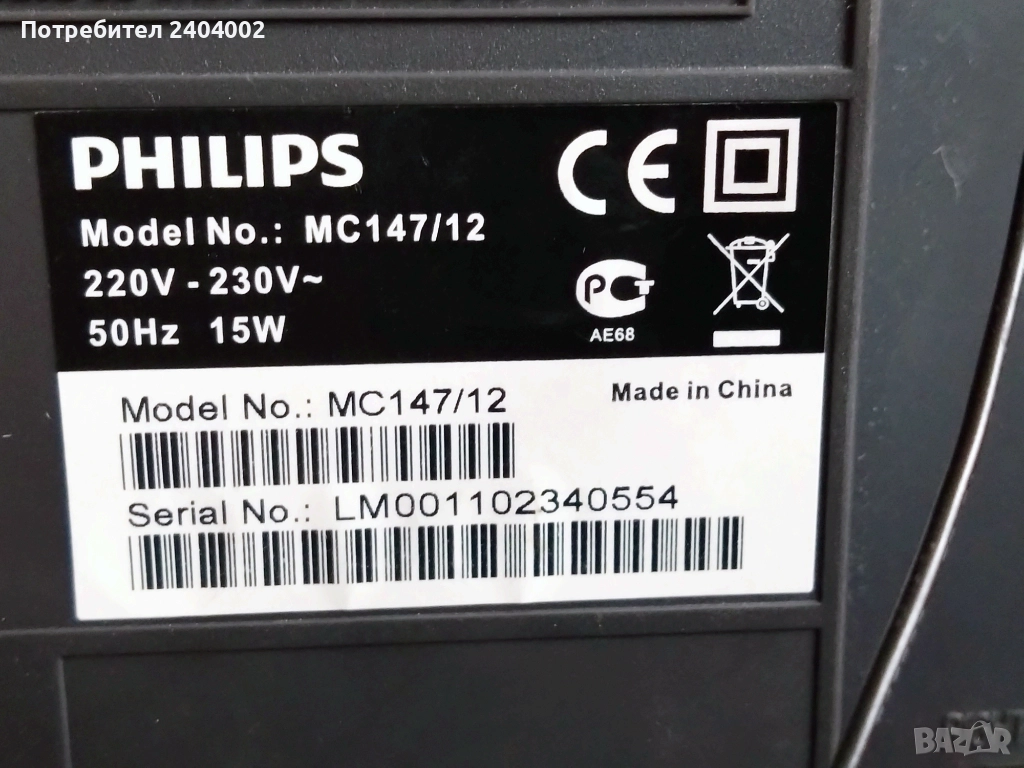 Потребител 2404002
PHILIPS
CE
Model No.: MC147/12
220V - 230V~
50Hz 15W
AE68
Made in China
Model No.: MC147/12
Serial No.: LM001102340554
BAZAR